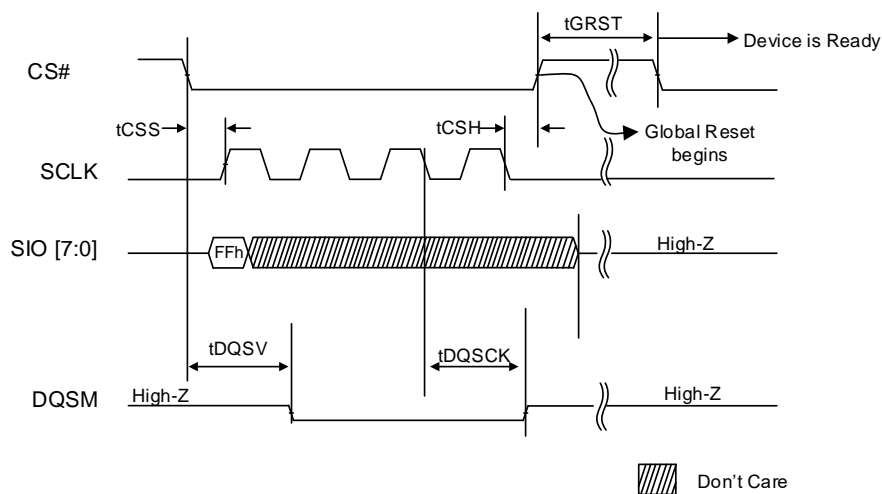 tGRST
Device is Ready
CS#
tCSS
tCSH
Global Reset
begins
SCLK
SIO [7:0]
FFh
High-Z
tDQSV
tDQSCK
DQSM
High-Z
High-Z
Don't Care